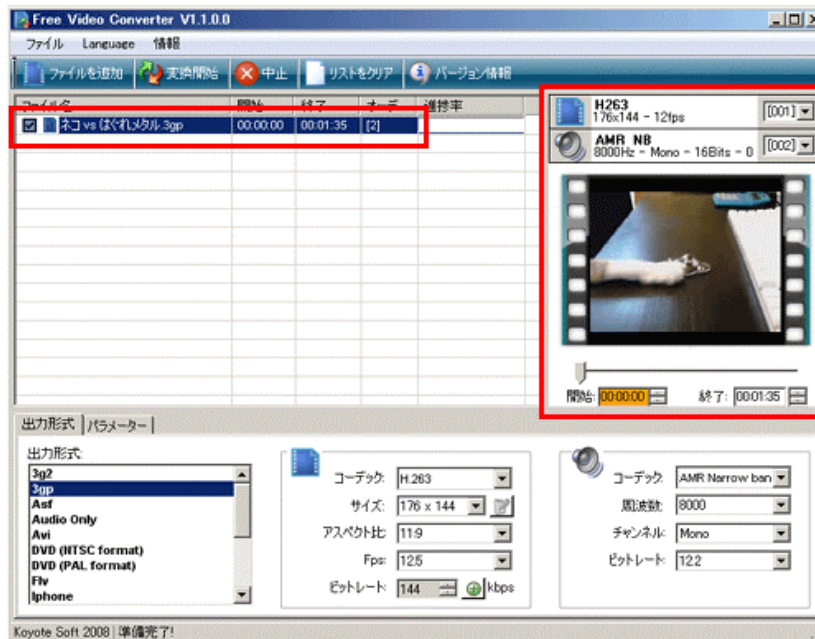 Free Video Converter V1.1.0.0
ファイル Language 情報
ファイルを追加 変換開始 中止 リストをクリア バージョン情報
ファイル名 開始 終了 オーデ 進捗率
ネコ vs はぐれメタル.3gp 00:00:00 00:01:35 [2]
H263
176x144 - 12fps
[001]
AMR NB
8000Hz - Mono - 16Bits - 0
[002]
開始: 00:00:00 終了: 00:01:35
出力形式 パラメーター
出力形式:
3g2
3gp
Asf
Audio Only
Avi
DVD (NTSC format)
DVD (PAL format)
Flv
Iphone
コーデック: H.263
サイズ: 176 x 144
アスペクト比: 11:9
Fps: 12.5
ビットレート: 144 kbps
コーデック: AMR Narrow ban
周波数: 8000
チャンネル: Mono
ビットレート: 12.2
Koyote Soft 2008 準備完了!